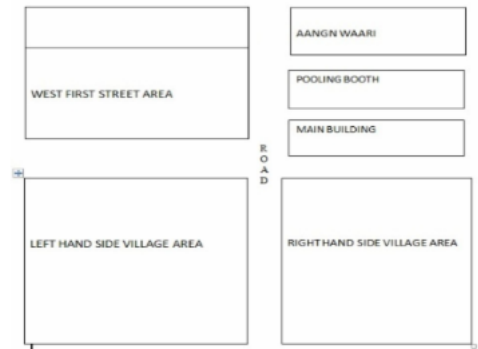 AANGN WAARI
WEST FIRST STREET AREA
POOLING BOOTH
MAIN BUILDING
ROAD
LEFT HAND SIDE VILLAGE AREA
RIGHT HAND SIDE VILLAGE AREA